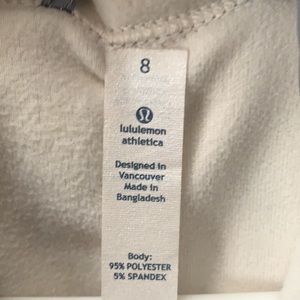 8
lululemon
athletica
Designed in
Vancouver
Made in
Bangladesh
Body:
95% POLYESTER
5% SPANDEX